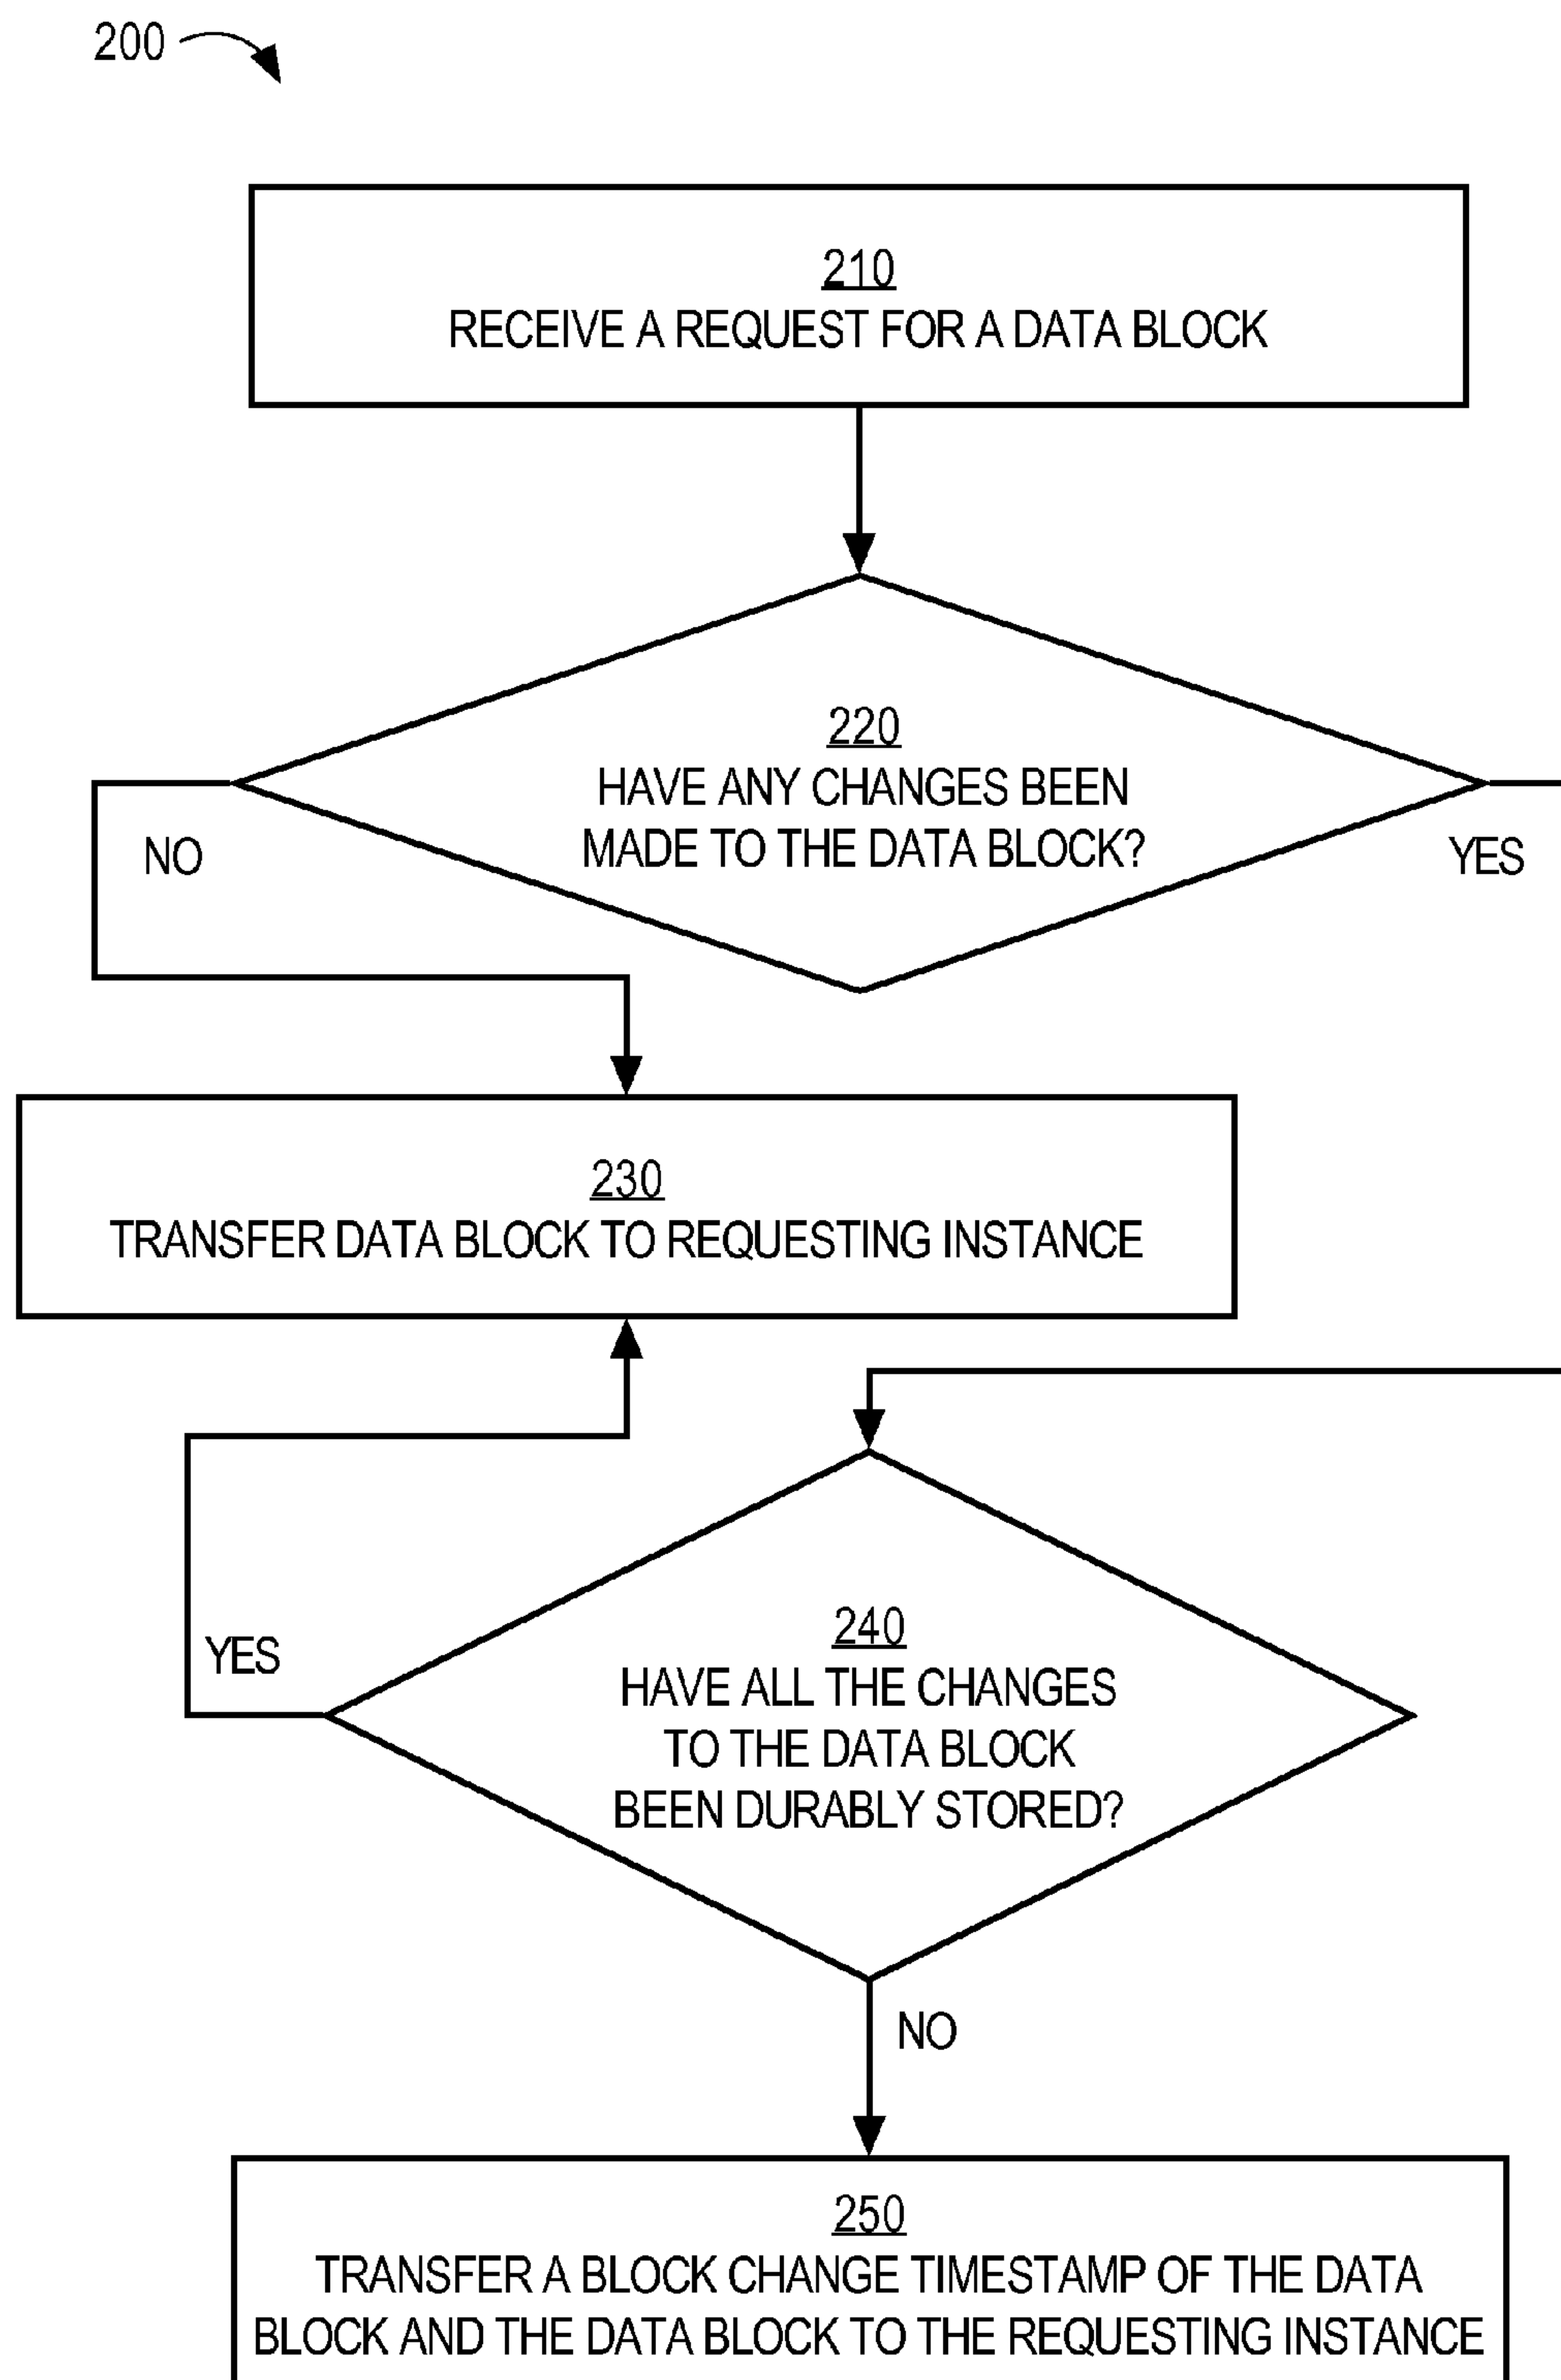 200
210
RECEIVE A REQUEST FOR A DATA BLOCK
220
HAVE ANY CHANGES BEEN
MADE TO THE DATA BLOCK?
NO
YES
230
TRANSFER DATA BLOCK TO REQUESTING INSTANCE
240
HAVE ALL THE CHANGES
TO THE DATA BLOCK
BEEN DURABLY STORED?
YES
NO
250
TRANSFER A BLOCK CHANGE TIMESTAMP OF THE DATA
BLOCK AND THE DATA BLOCK TO THE REQUESTING INSTANCE